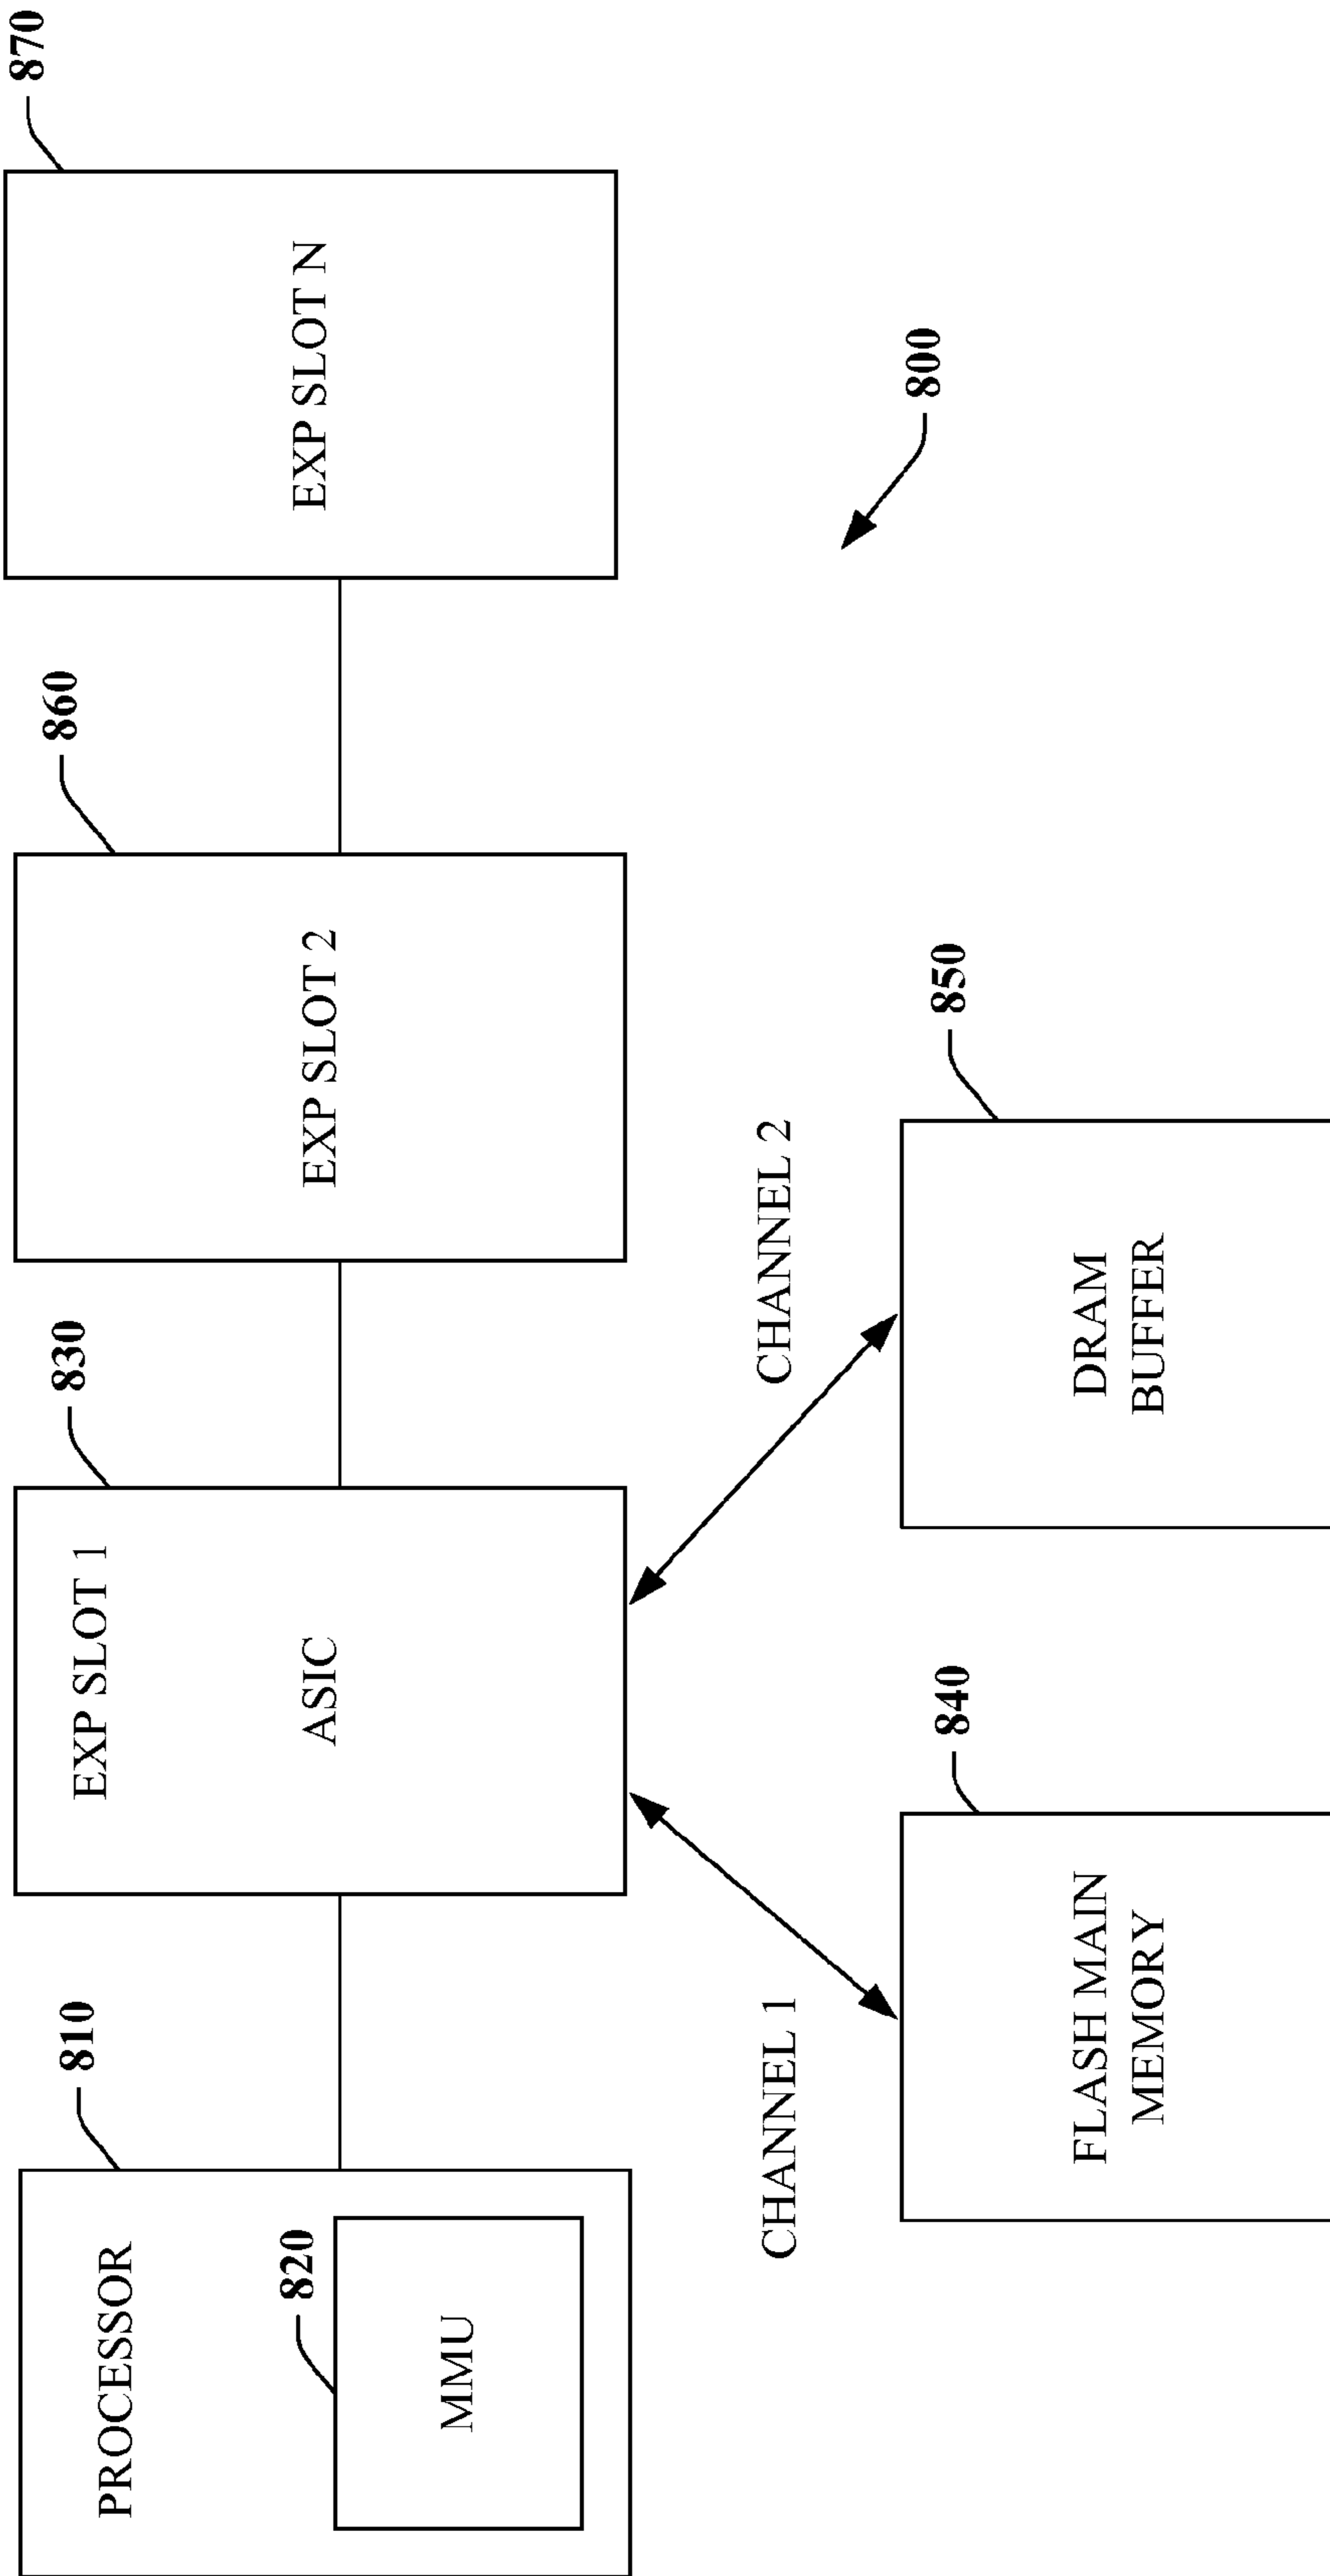 810
PROCESSOR
820
MMU
830
EXP SLOT 1
ASIC
860
EXP SLOT 2
870
EXP SLOT N
CHANNEL 1
CHANNEL 2
800
840
FLASH MAIN
MEMORY
850
DRAM
BUFFER